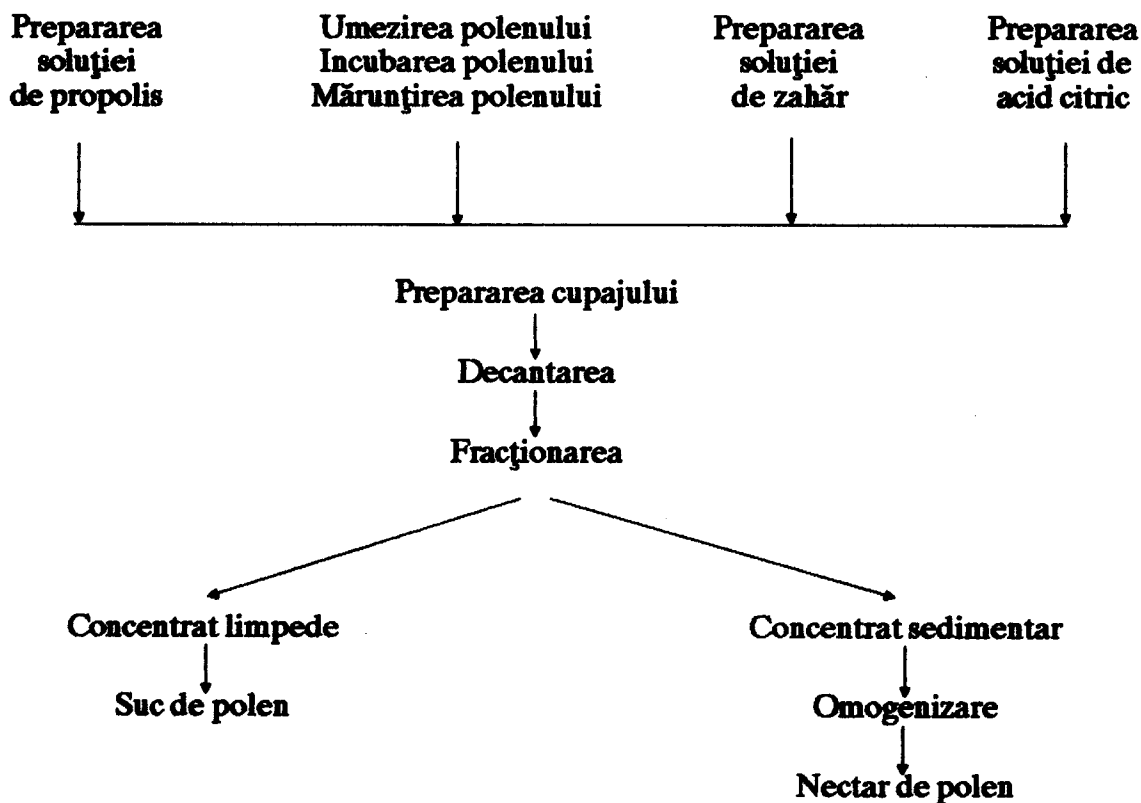 Prepararea
soluţiei
de propolis
Umezirea polenului
Incubarea polenului
Mărunţirea polenului
Prepararea
soluţiei
de zahăr
Prepararea
soluţiei de
acid citric
Prepararea cupajului
Decantarea
Fracţionarea
Concentrat limpede
Suc de polen
Concentrat sedimentar
Omogenizare
Nectar de polen